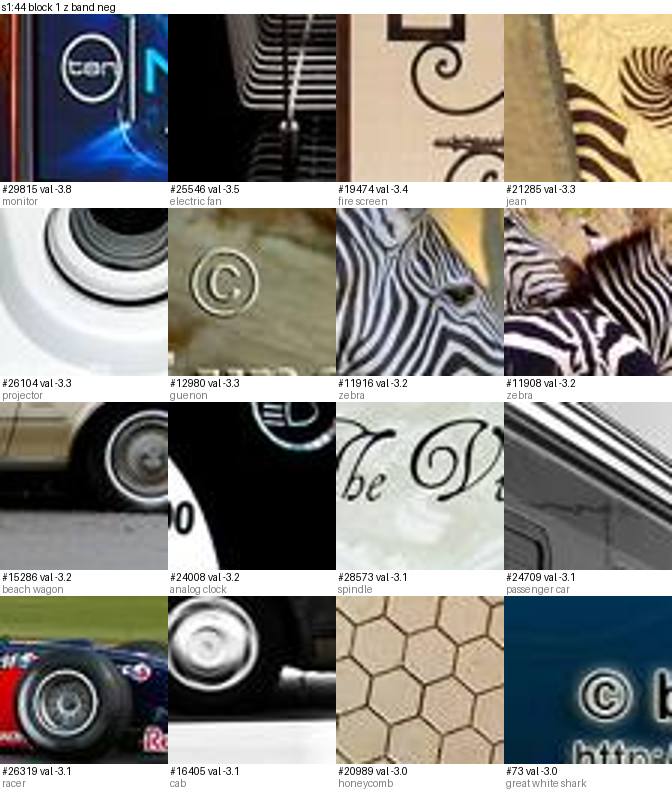 s1:44 block 1 z band neg
tan
#29815 val -3.8
monitor
#25546 val -3.5
electric fan
#19474 val -3.4
fire screen
#21285 val -3.3
jean
#26104 val -3.3
projector
©
#12980 val -3.3
guenon
#11916 val -3.2
zebra
#11908 val -3.2
zebra
#15286 val -3.2
beach wagon
#24008 val -3.2
analog clock
The
#28573 val -3.1
spindle
#24709 val -3.1
passenger car
#26319 val -3.1
racer
#16405 val -3.1
cab
#20989 val -3.0
honeycomb
© b
http:
#73 val -3.0
great white shark